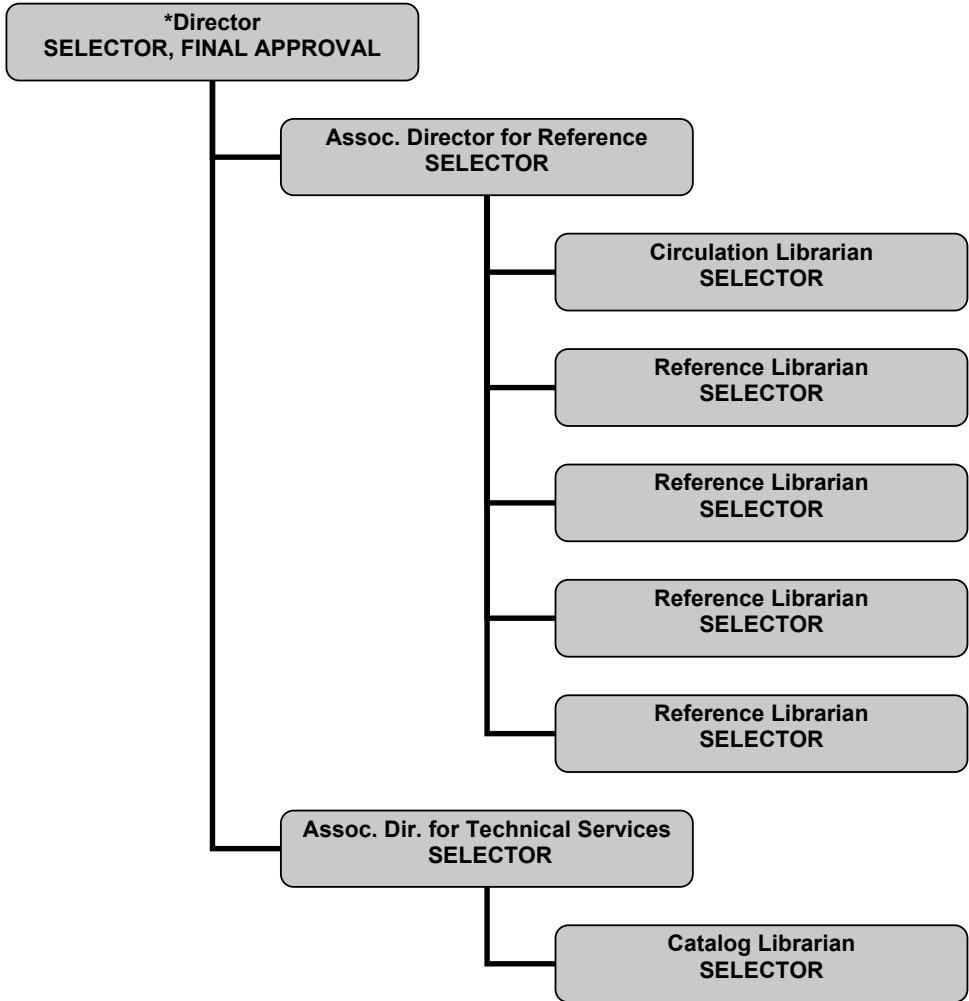 *Director
SELECTOR, FINAL APPROVAL
Assoc. Director for Reference
SELECTOR
Circulation Librarian
SELECTOR
Reference Librarian
SELECTOR
Reference Librarian
SELECTOR
Reference Librarian
SELECTOR
Reference Librarian
SELECTOR
Assoc. Dir. for Technical Services
SELECTOR
Catalog Librarian
SELECTOR